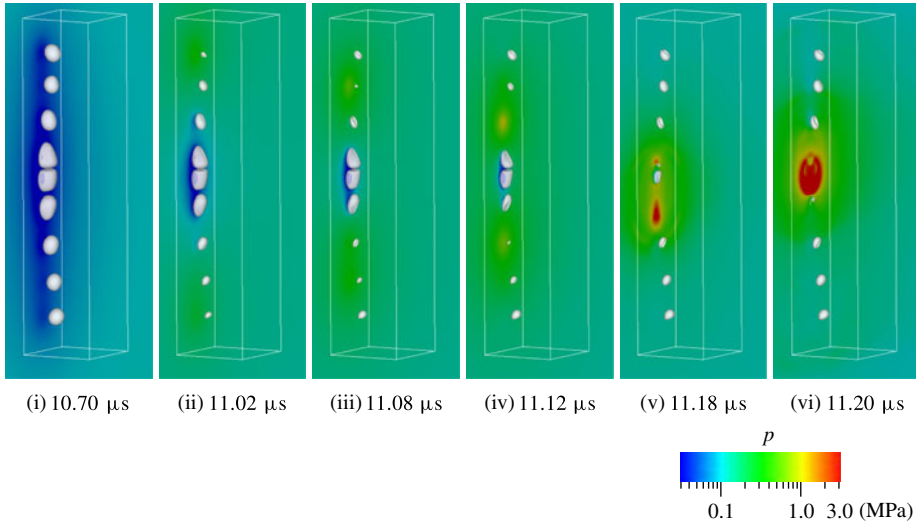 (i) 10.70 μs (ii) 11.02 μs (iii) 11.08 μs (iv) 11.12 μs (v) 11.18 μs (vi) 11.20 μs
p
0.1 1.0 3.0 (MPa)